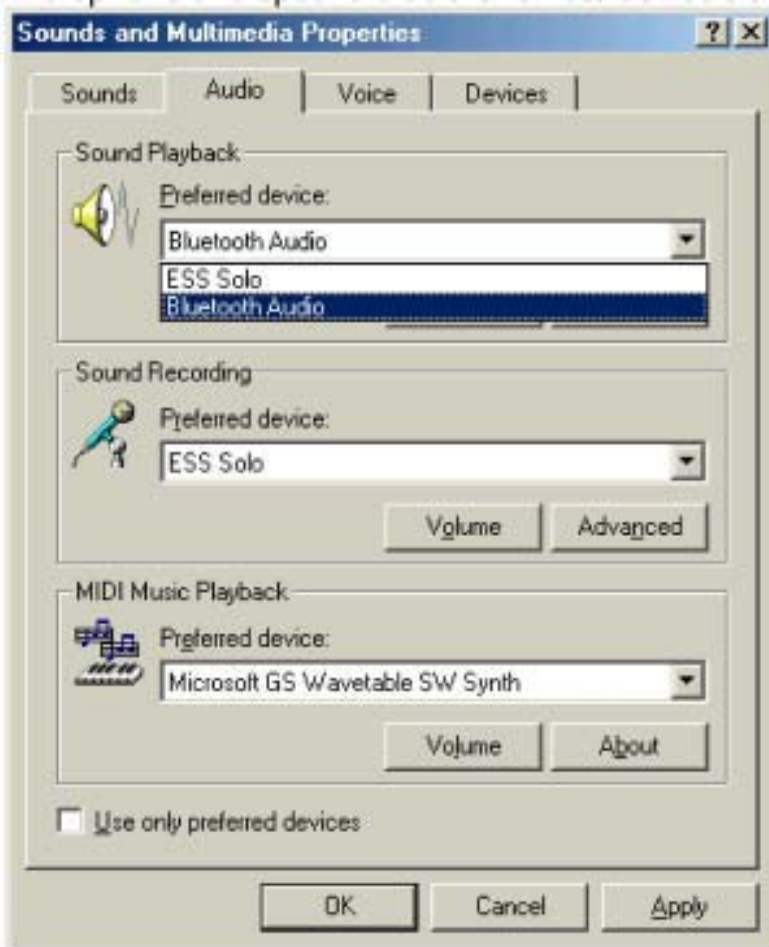 Sounds and Multimedia Properties
Sounds Audio Voice Devices
Sound Playback
Preferred device:
Bluetooth Audio
ESS Solo
Bluetooth Audio
Sound Recording
Preferred device:
ESS Solo
Volume Advanced
MIDI Music Playback
Preferred device:
Microsoft GS Wavetable SW Synth
Volume About
Use only preferred devices
OK Cancel Apply